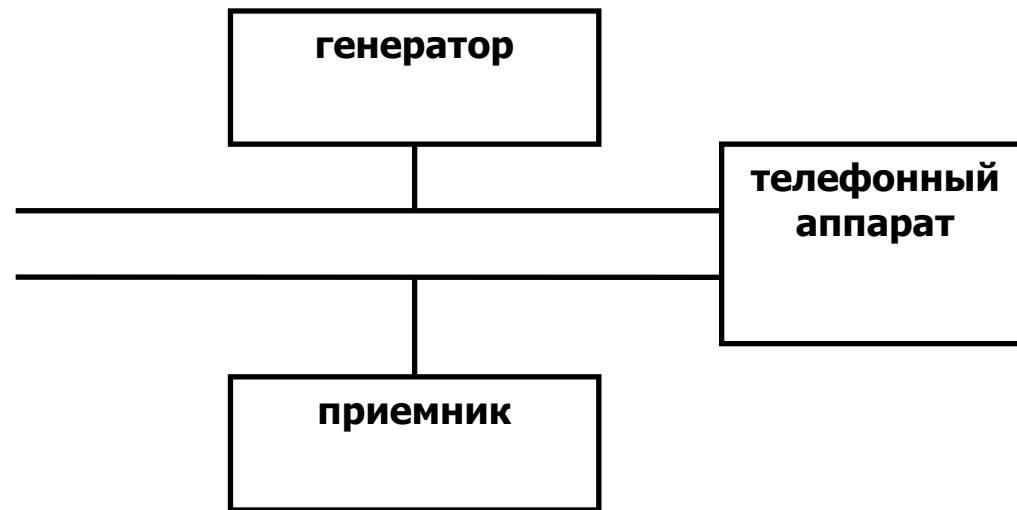 генератор
телефонный
аппарат
приемник